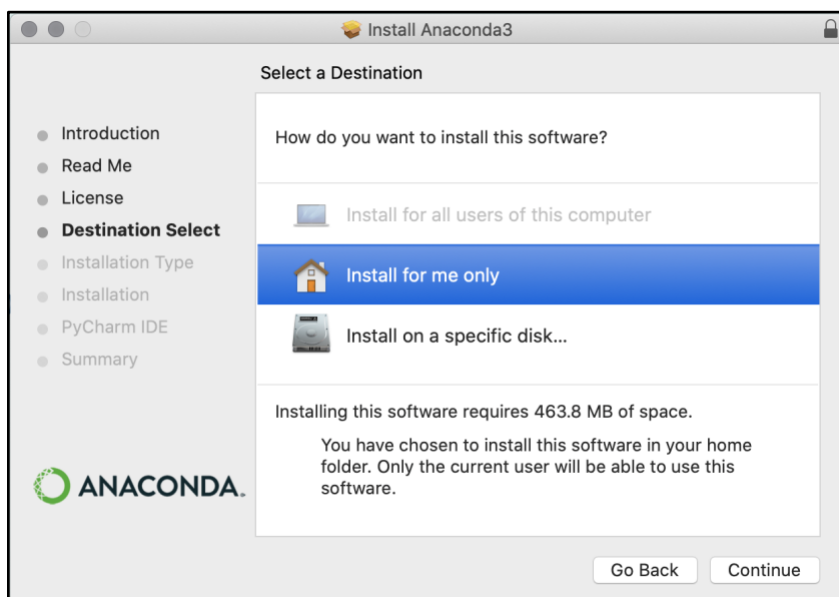 Install Anaconda3
Select a Destination
Introduction
Read Me
License
Destination Select
Installation Type
Installation
PyCharm IDE
Summary
ANACONDA.
How do you want to install this software?
Install for all users of this computer
Install for me only
Install on a specific disk...
Installing this software requires 463.8 MB of space.
You have chosen to install this software in your home
folder. Only the current user will be able to use this
software.
Go Back
Continue